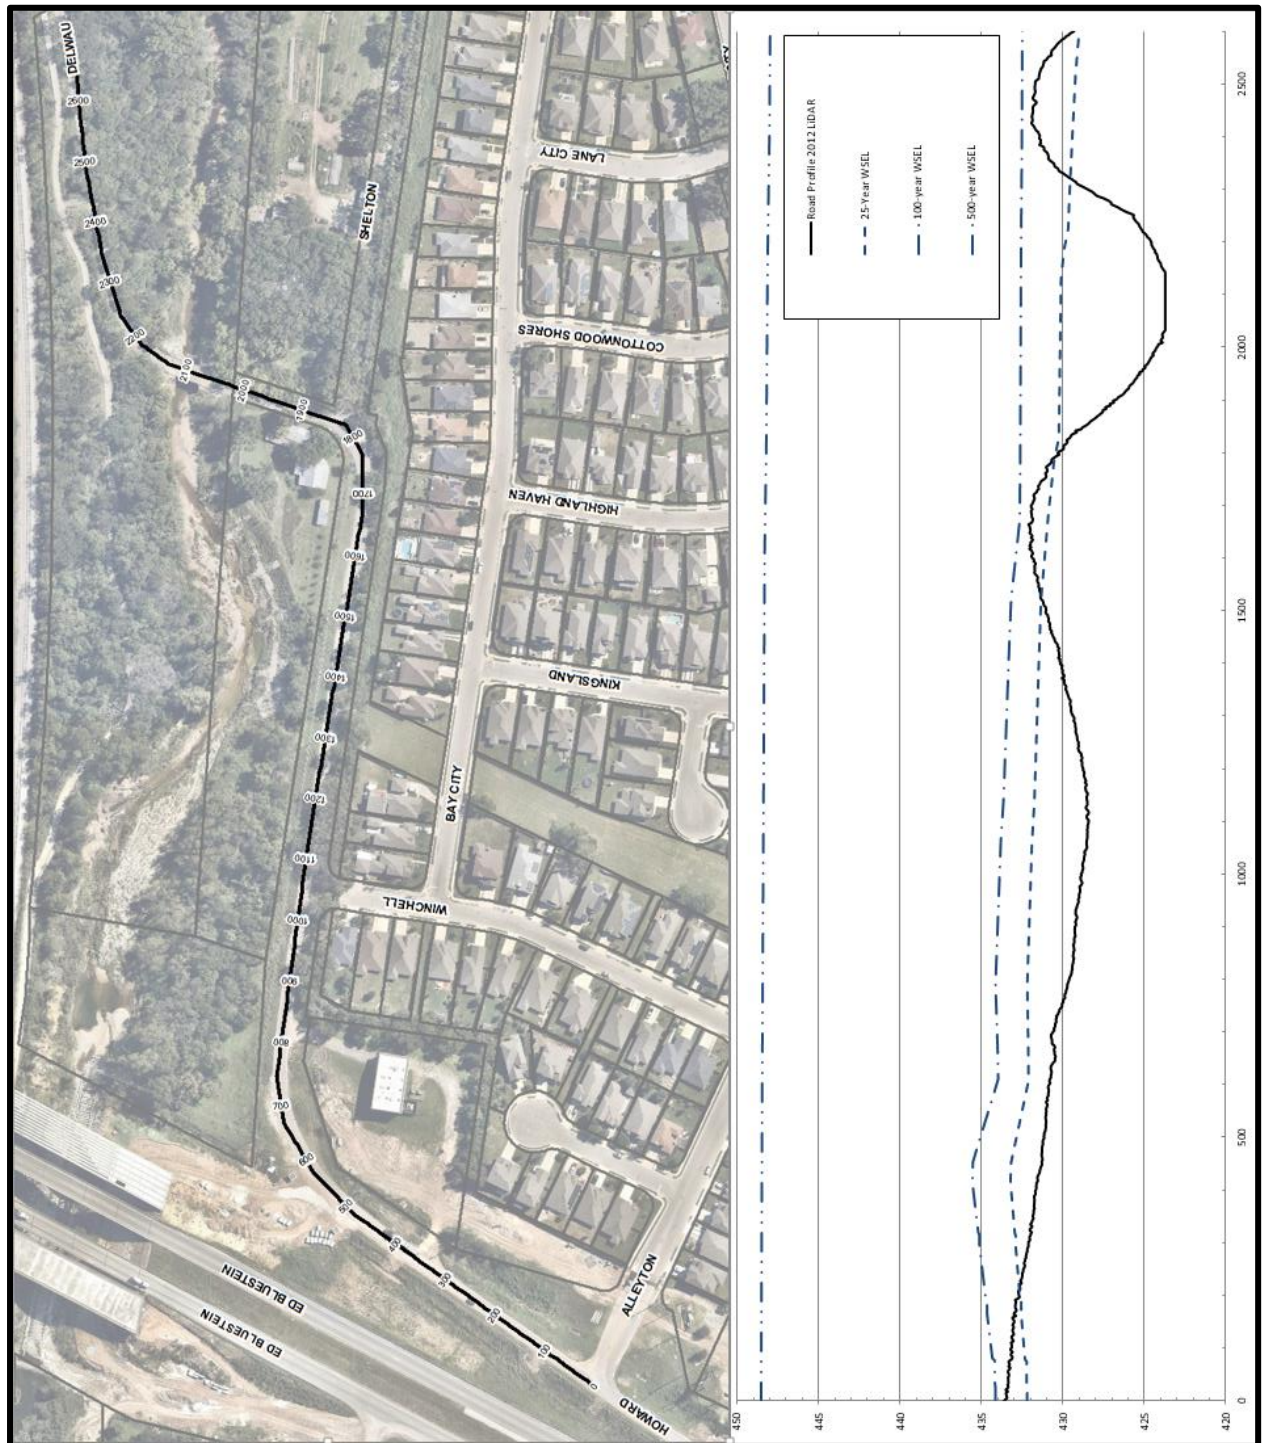 DELWAU
2600
2500
2400
2300
2200
2100
2000
1900
1800
1700
1600
1500
1400
1300
1200
1100
1000
900
800
700
600
500
400
300
200
100
0
SHELTON
LANE CITY
COTTONWOOD SHORES
HIGHLAND HAVEN
KINGSLAND
BAY CITY
WINCHELL
ALLEYTON
HOWARD
ED BLUESTEIN
ED BLUESTEIN
Road Profile 2012 LiDAR
25-Year WSEL
100-year WSEL
500-year WSEL
450
445
440
435
430
425
420
0
500
1000
1500
2000
2500